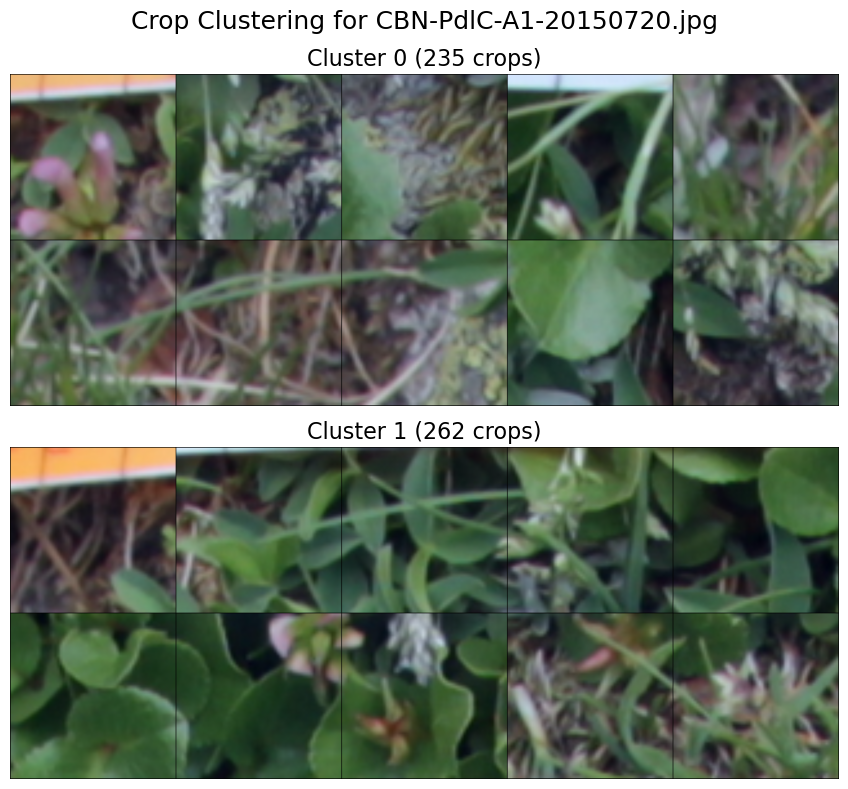 Crop Clustering for CBN-PdlC-A1-20150720.jpg
Cluster 0 (235 crops)
Cluster 1 (262 crops)